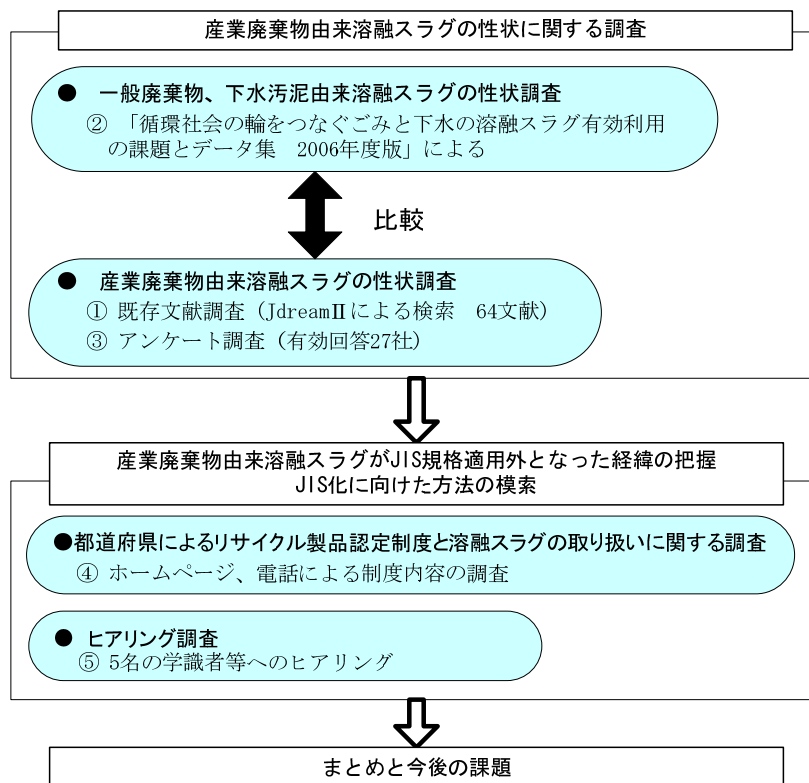 産業廃棄物由来溶融スラグの性状に関する調査
● 一般廃棄物、下水汚泥由来溶融スラグの性状調査
② 「循環社会の輪をつなぐごみと下水の溶融スラグ有効利用
の課題とデータ集 2006年度版」による
比較
● 産業廃棄物由来溶融スラグの性状調査
① 既存文献調査（JdreamⅡによる検索 64文献）
③ アンケート調査（有効回答27社）
産業廃棄物由来溶融スラグがJIS規格適用外となった経緯の把握
JIS化に向けた方法の模索
●都道府県によるリサイクル製品認定制度と溶融スラグの取り扱いに関する調査
④ ホームページ、電話による制度内容の調査
● ヒアリング調査
⑤ 5名の学識者等へのヒアリング
まとめと今後の課題